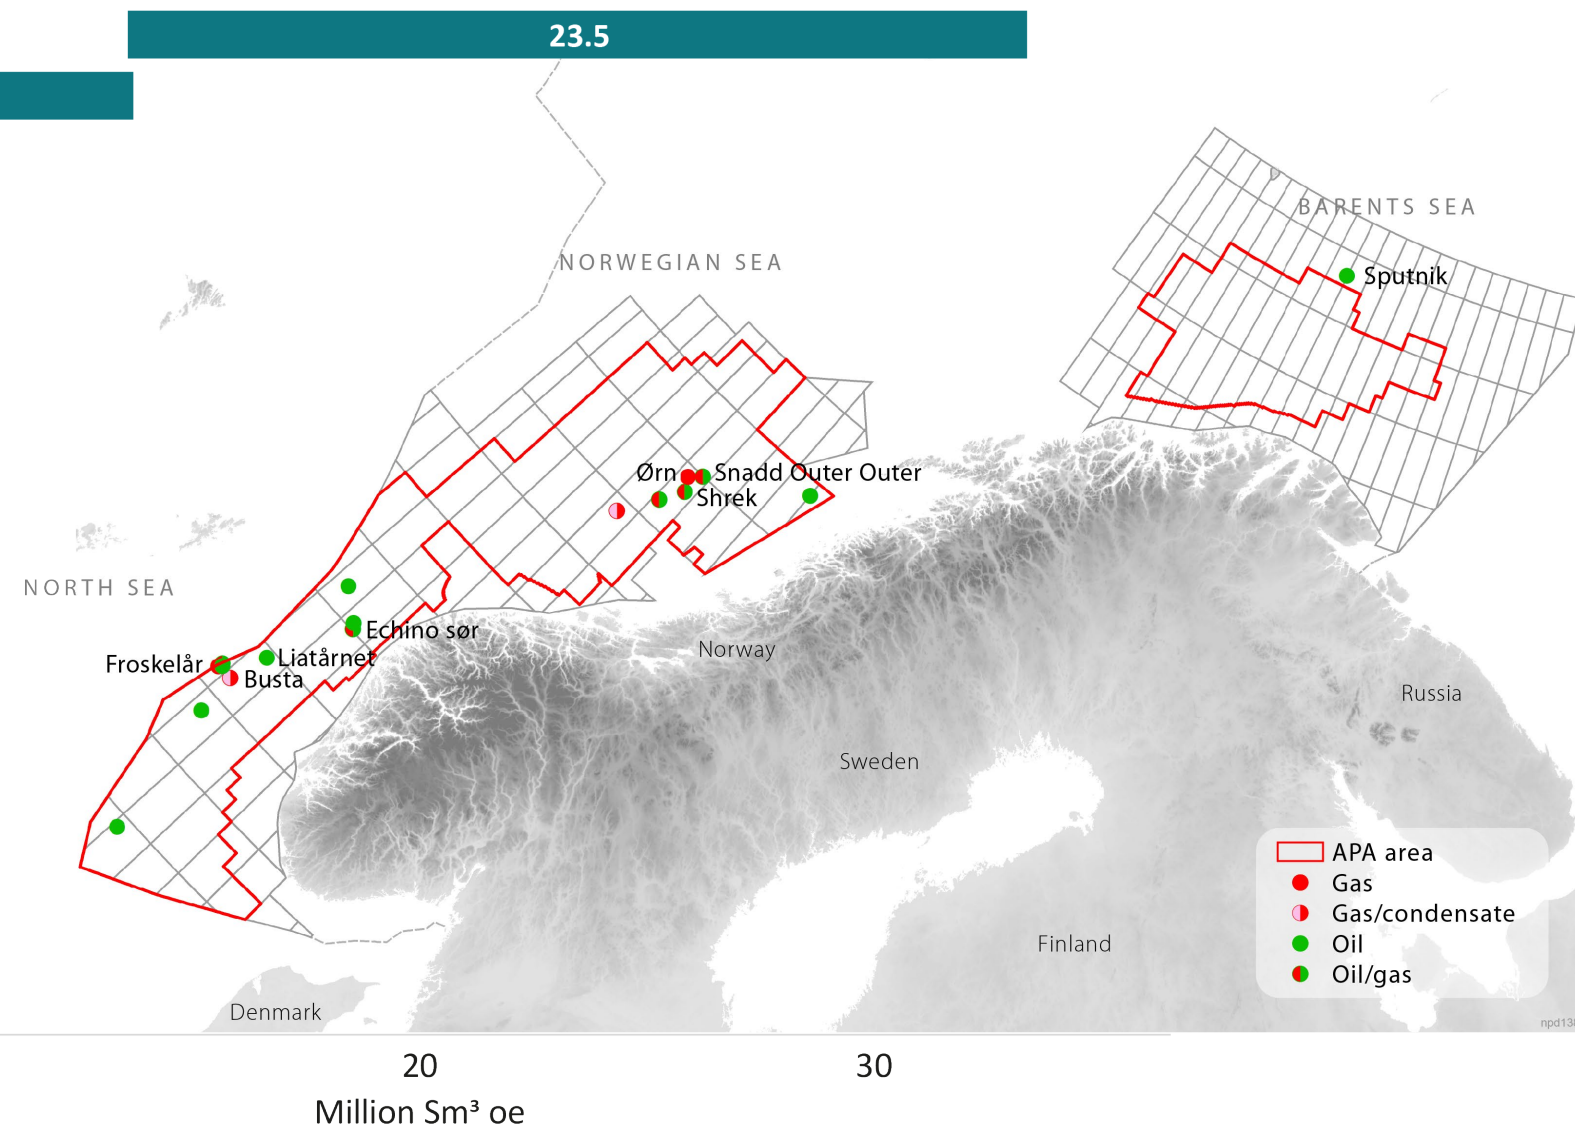 23.5
BARENTS SEA
NORWEGIAN SEA
Sputnik
Ørn
Snadd Outer Outer
Shrek
NORTH SEA
Echino sør
Froskelår
Liatårnet
Busta
Norway
Russia
Sweden
APA area
Gas
Gas/condensate
Oil
Finland
Oil/gas
Denmark
20
30
Million Sm³ oe